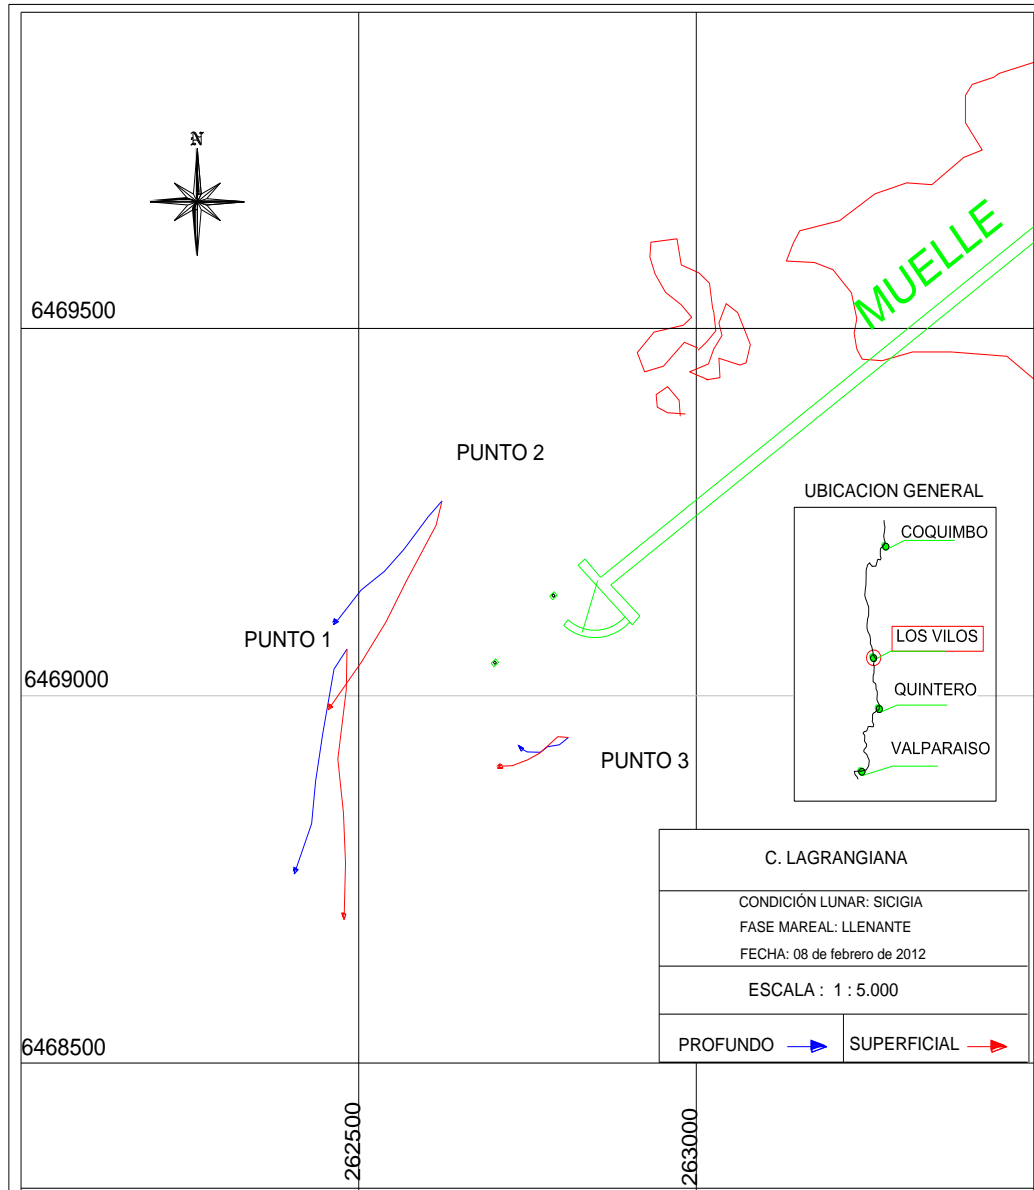 N
MUELLE
6469500
PUNTO 2
UBICACION GENERAL
COQUIMBO
PUNTO 1
LOS VILOS
6469000
QUINTERO
PUNTO 3
VALPARAISO
C. LAGRANGIANA
CONDICIÓN LUNAR: SICIGIA
FASE MAREAL: LLENANTE
FECHA: 08 de febrero de 2012
ESCALA : 1 : 5.000
6468500
PROFUNDO
SUPERFICIAL
262500
263000